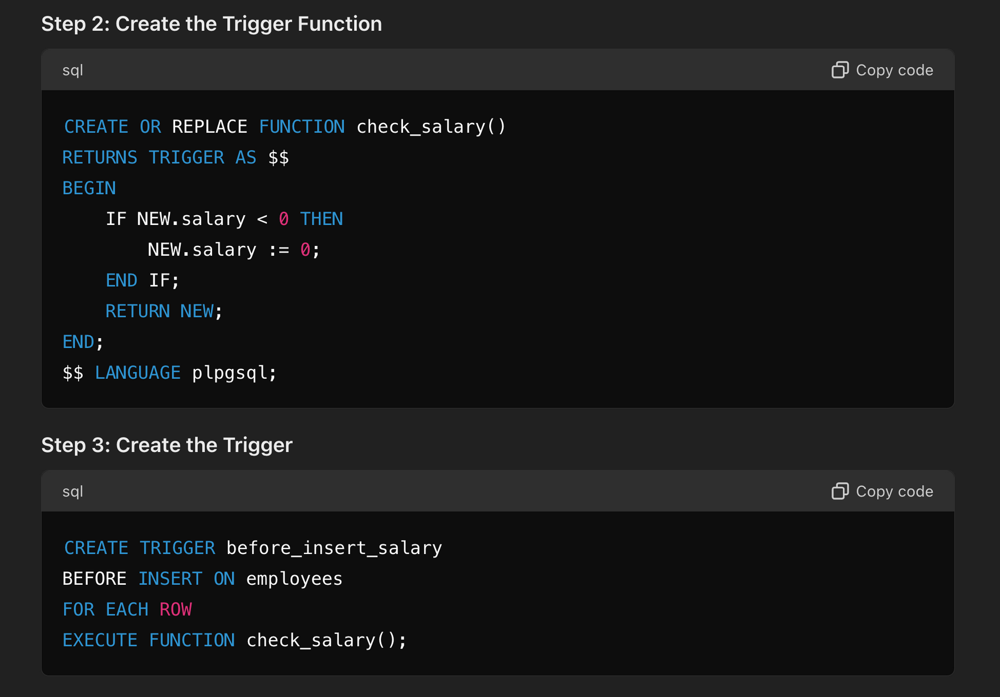 Step 2: Create the Trigger Function
sql
Copy code
CREATE OR REPLACE FUNCTION check_salary()
RETURNS TRIGGER AS $$
BEGIN
    IF NEW.salary < 0 THEN
        NEW.salary := 0;
    END IF;
    RETURN NEW;
END;
$$ LANGUAGE plpgsql;
Step 3: Create the Trigger
sql
Copy code
CREATE TRIGGER before_insert_salary
BEFORE INSERT ON employees
FOR EACH ROW
EXECUTE FUNCTION check_salary();